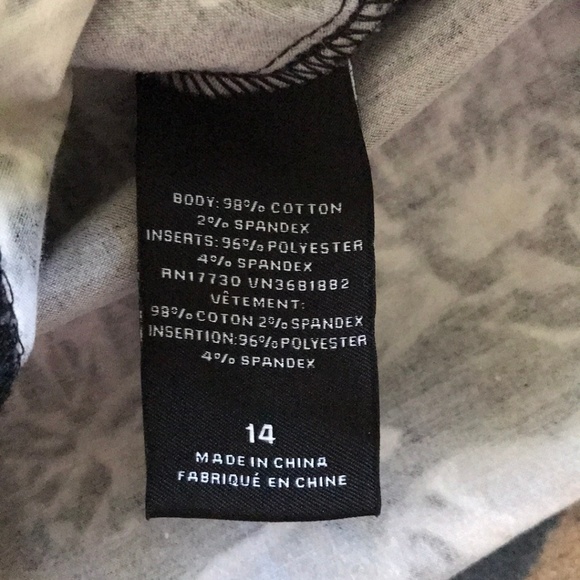 BODY: 98% COTTON
2% SPANDEX
INSERTS: 96% POLYESTER
4% SPANDEX
RN17730 VN3681882
VÊTEMENT:
98% COTON 2% SPANDEX
INSERTION:96% POLYESTER
4% SPANDEX
14
MADE IN CHINA
FABRIQUÉ EN CHINE